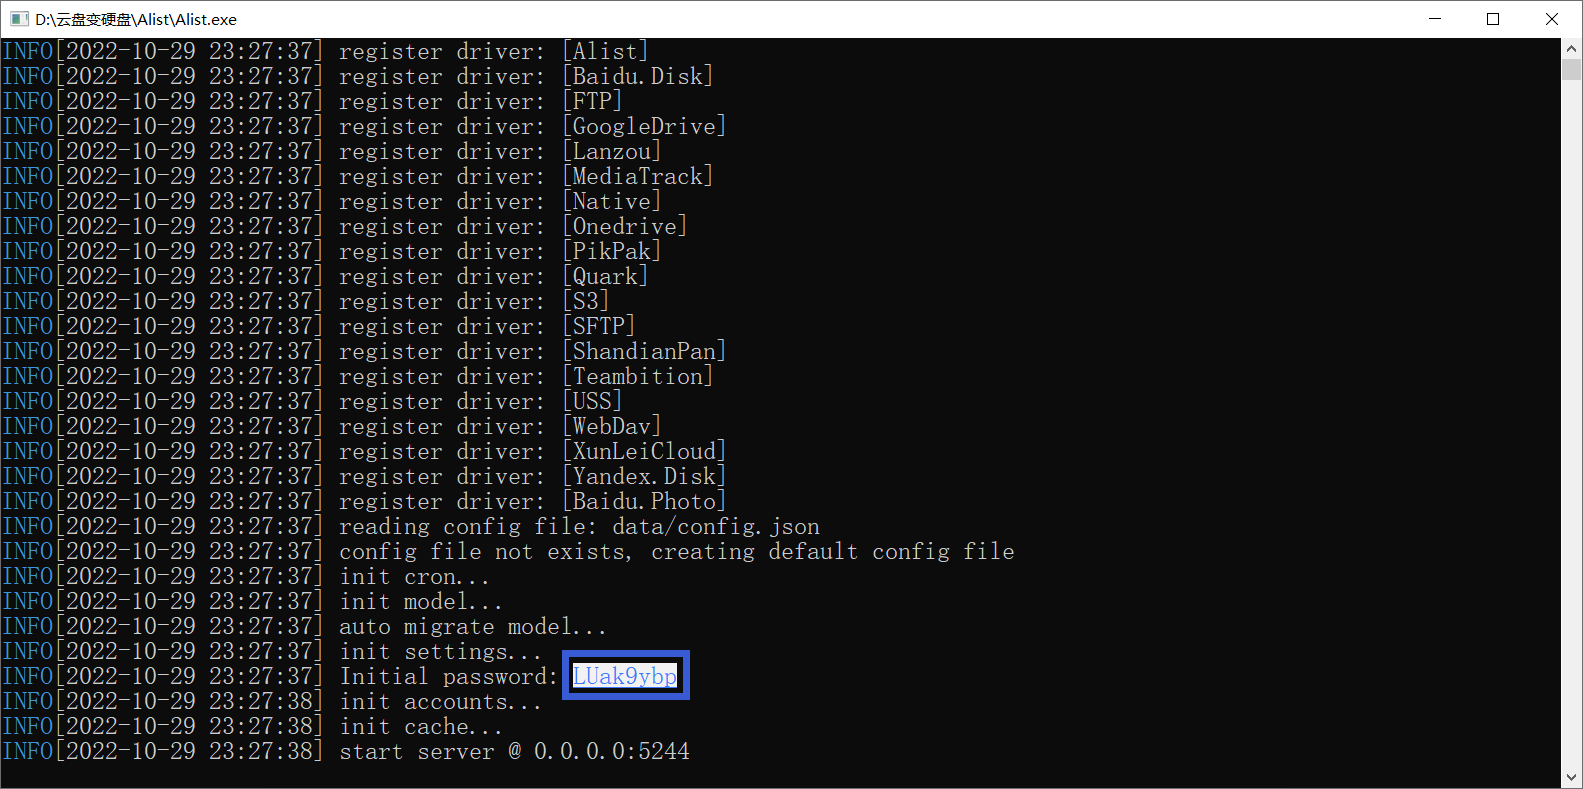 D:\云盘变硬盘\Alist\Alist.exe
INFO[2022-10-29 23:27:37] register driver: [Alist]
INFO[2022-10-29 23:27:37] register driver: [Baidu.Disk]
INFO[2022-10-29 23:27:37] register driver: [FTP]
INFO[2022-10-29 23:27:37] register driver: [GoogleDrive]
INFO[2022-10-29 23:27:37] register driver: [Lanzou]
INFO[2022-10-29 23:27:37] register driver: [MediaTrack]
INFO[2022-10-29 23:27:37] register driver: [Native]
INFO[2022-10-29 23:27:37] register driver: [Onedrive]
INFO[2022-10-29 23:27:37] register driver: [PikPak]
INFO[2022-10-29 23:27:37] register driver: [Quark]
INFO[2022-10-29 23:27:37] register driver: [S3]
INFO[2022-10-29 23:27:37] register driver: [SFTP]
INFO[2022-10-29 23:27:37] register driver: [ShandianPan]
INFO[2022-10-29 23:27:37] register driver: [Teambition]
INFO[2022-10-29 23:27:37] register driver: [USS]
INFO[2022-10-29 23:27:37] register driver: [WebDav]
INFO[2022-10-29 23:27:37] register driver: [XunLeiCloud]
INFO[2022-10-29 23:27:37] register driver: [Yandex.Disk]
INFO[2022-10-29 23:27:37] register driver: [Baidu.Photo]
INFO[2022-10-29 23:27:37] reading config file: data/config.json
INFO[2022-10-29 23:27:37] config file not exists, creating default config file
INFO[2022-10-29 23:27:37] init cron...
INFO[2022-10-29 23:27:37] init model...
INFO[2022-10-29 23:27:37] auto migrate model...
INFO[2022-10-29 23:27:37] init settings...
INFO[2022-10-29 23:27:37] Initial password: LUak9ybp
INFO[2022-10-29 23:27:38] init accounts...
INFO[2022-10-29 23:27:38] init cache...
INFO[2022-10-29 23:27:38] start server @ 0.0.0.0:5244